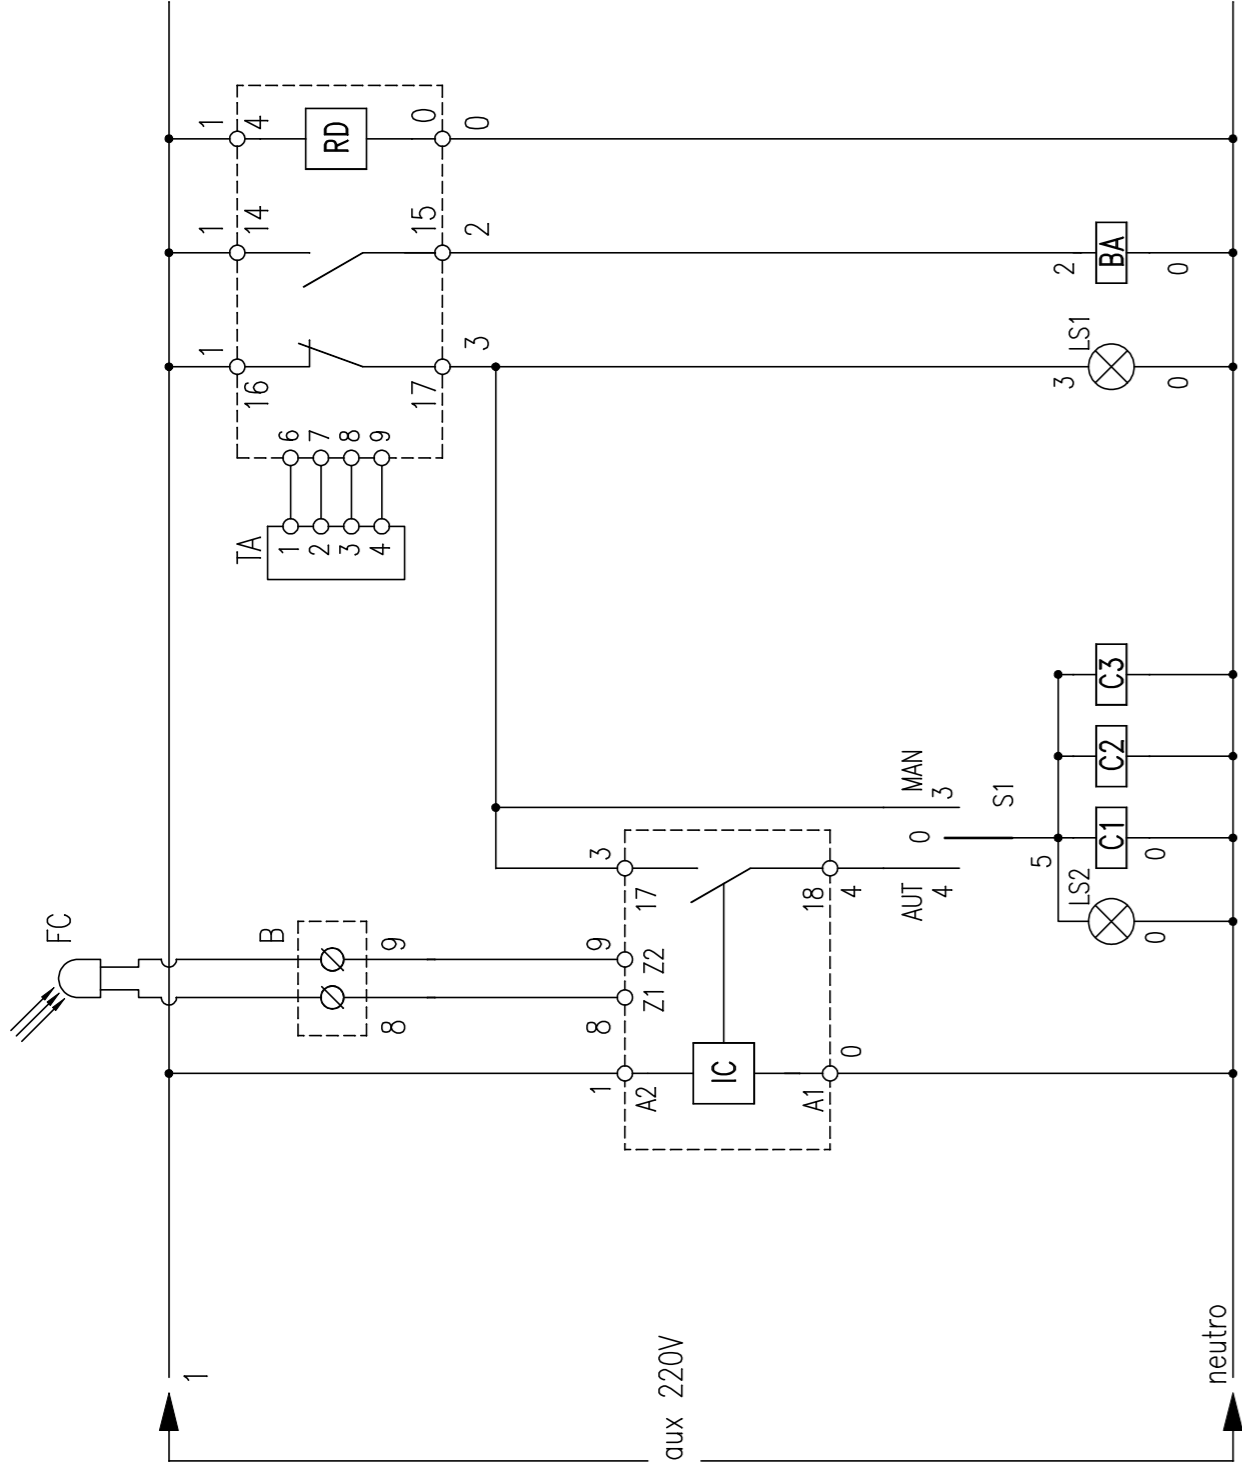 FC
1 1 1 1
B TA 16 14 4
1 6
2 7
RD
3 8
4 9
8 9
17 15 0
3 2 0
1 8 9 3
A2 Z1 Z2 17
aux 220V
IC
A1 18
0 4
AUT 0 MAN
4 3
S1
5 3 2
LS2 LS1
C1 C2 C3 BA
0 0 0 0
neutro